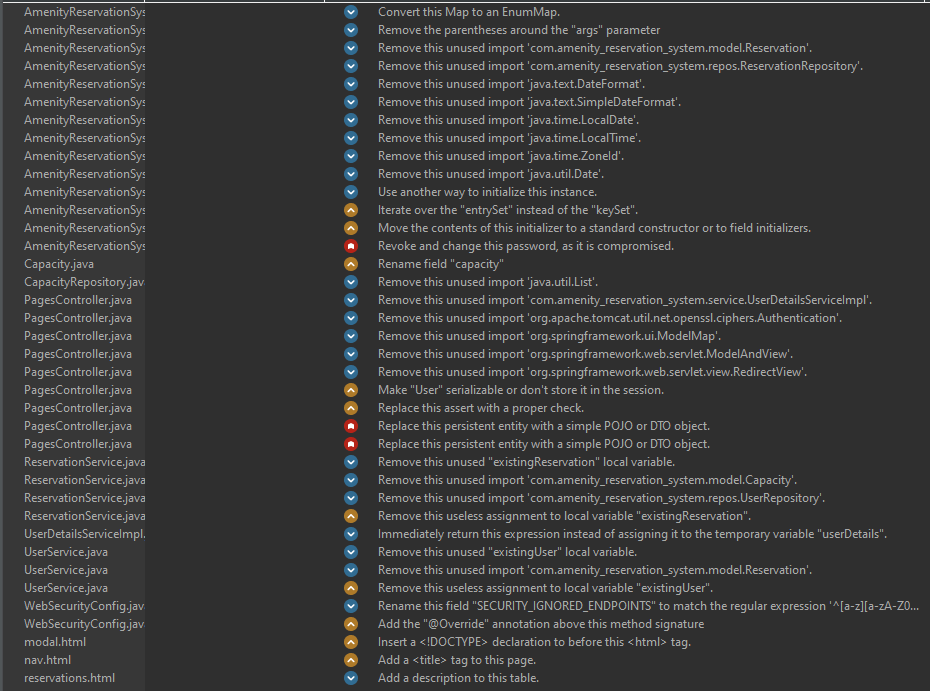 AmenityReservationSys Convert this Map to an EnumMap.
AmenityReservationSys Remove the parentheses around the "args" parameter
AmenityReservationSys Remove this unused import 'com.amenity_reservation_system.model.Reservation'.
AmenityReservationSys Remove this unused import 'com.amenity_reservation_system.repos.ReservationRepository'.
AmenityReservationSys Remove this unused import 'java.text.DateFormat'.
AmenityReservationSys Remove this unused import 'java.text.SimpleDateFormat'.
AmenityReservationSys Remove this unused import 'java.time.LocalDate'.
AmenityReservationSys Remove this unused import 'java.time.LocalTime'.
AmenityReservationSys Remove this unused import 'java.time.ZoneId'.
AmenityReservationSys Remove this unused import 'java.util.Date'.
AmenityReservationSys Use another way to initialize this instance.
AmenityReservationSys Iterate over the "entrySet" instead of the "keySet".
AmenityReservationSys Move the contents of this initializer to a standard constructor or to field initializers.
AmenityReservationSys Revoke and change this password, as it is compromised.
Capacity.java Rename field "capacity"
CapacityRepository.java Remove this unused import 'java.util.List'.
PagesController.java Remove this unused import 'com.amenity_reservation_system.service.UserDetailsServiceImpl'.
PagesController.java Remove this unused import 'org.apache.tomcat.util.net.openssl.ciphers.Authentication'.
PagesController.java Remove this unused import 'org.springframework.ui.ModelMap'.
PagesController.java Remove this unused import 'org.springframework.web.servlet.ModelAndView'.
PagesController.java Remove this unused import 'org.springframework.web.servlet.view.RedirectView'.
PagesController.java Make "User" serializable or don't store it in the session.
PagesController.java Replace this assert with a proper check.
PagesController.java Replace this persistent entity with a simple POJO or DTO object.
PagesController.java Replace this persistent entity with a simple POJO or DTO object.
ReservationService.java Remove this unused "existingReservation" local variable.
ReservationService.java Remove this unused import 'com.amenity_reservation_system.model.Capacity'.
ReservationService.java Remove this unused import 'com.amenity_reservation_system.repos.UserRepository'.
ReservationService.java Remove this useless assignment to local variable "existingReservation".
UserDetailsServiceImpl. Immediately return this expression instead of assigning it to the temporary variable "userDetails".
UserService.java Remove this unused "existingUser" local variable.
UserService.java Remove this unused import 'com.amenity_reservation_system.model.Reservation'.
UserService.java Remove this useless assignment to local variable "existingUser".
WebSecurityConfig.java Rename this field "SECURITY_IGNORED_ENDPOINTS" to match the regular expression '^[a-z][a-zA-Z0...
WebSecurityConfig.java Add the "@Override" annotation above this method signature
modal.html Insert a <!DOCTYPE> declaration to before this <html> tag.
nav.html Add a <title> tag to this page.
reservations.html Add a description to this table.